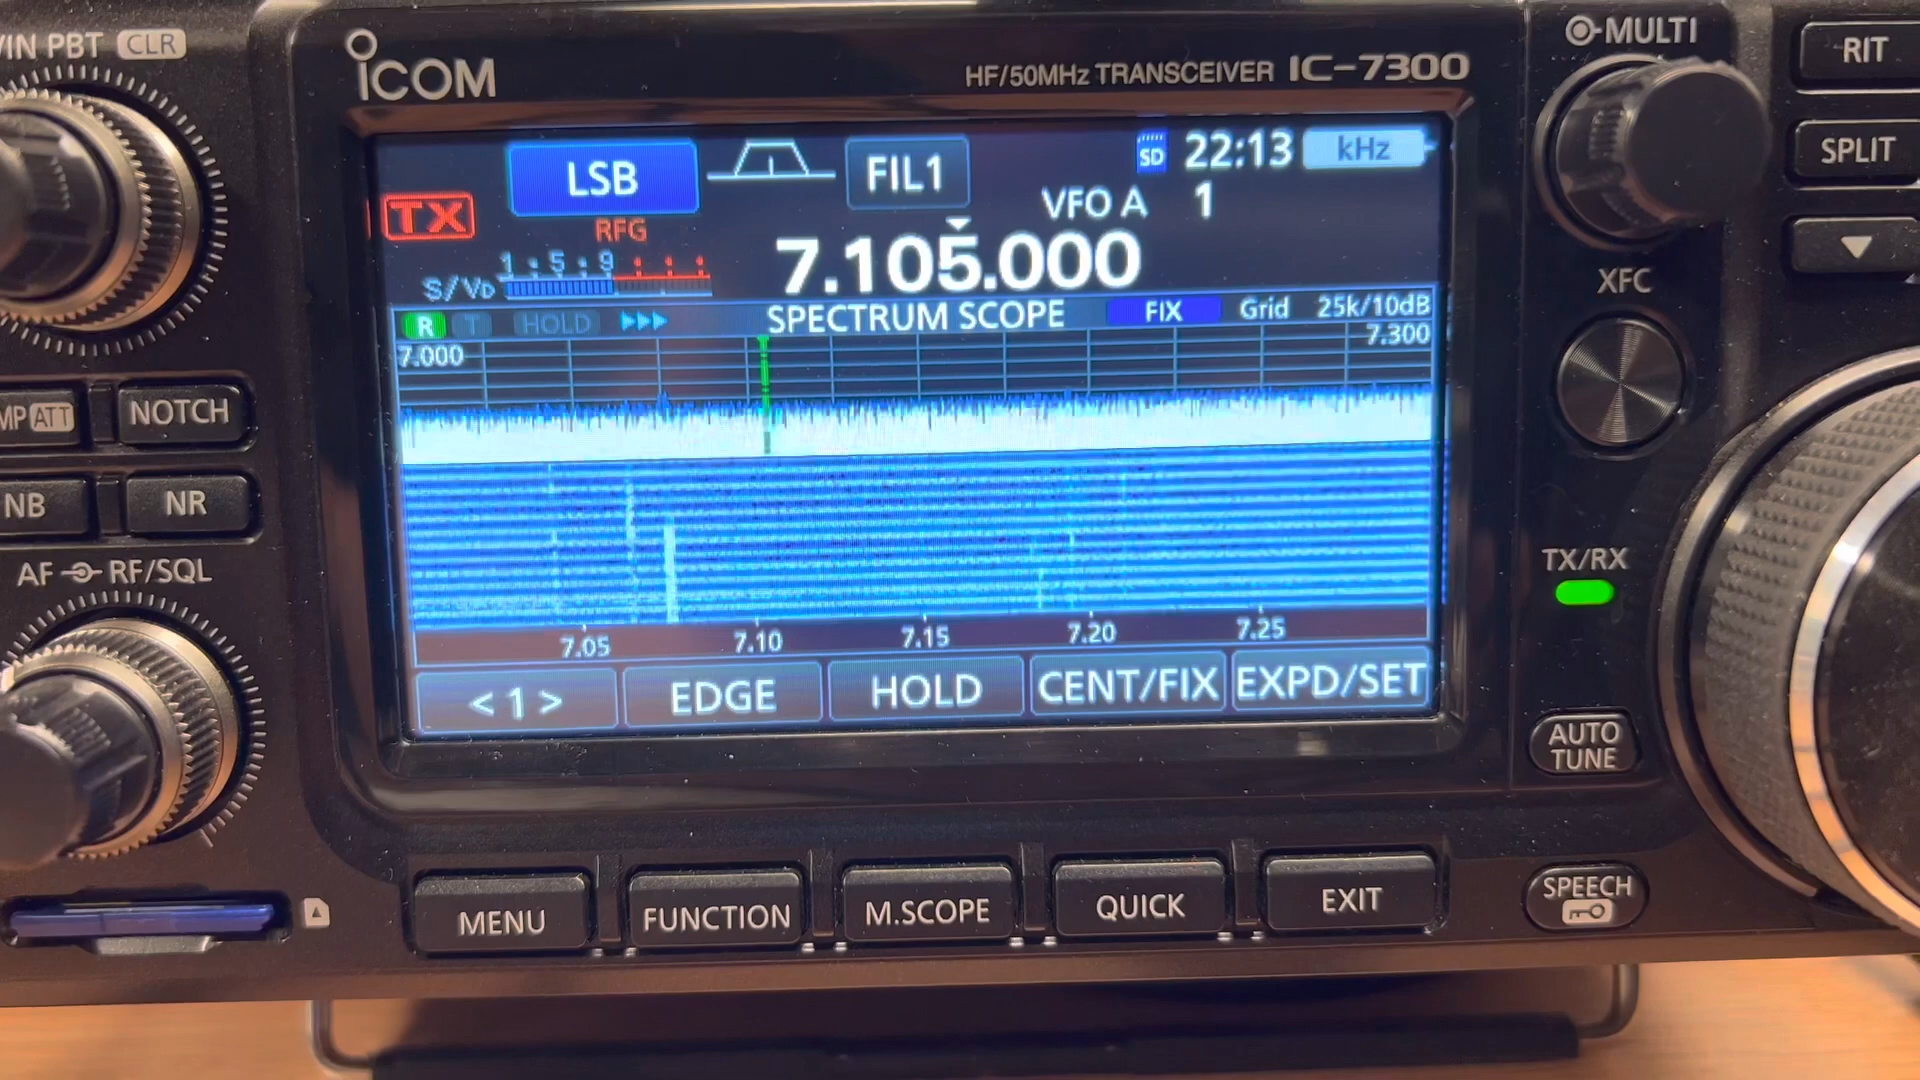 ICOM
HF/50MHz TRANSCEIVER IC-7300
PBT CLR
MULTI
RIT
SPLIT
XFC
TX
LSB
FIL1
SD
22:13
kHz
RFG
VFO A 1
7.105.000
1 5 9
S/VD
R T HOLD
SPECTRUM SCOPE
FIX
Grid
25k/10dB
7.000
7.300
7.05 7.10 7.15 7.20 7.25
< 1 >
EDGE
HOLD
CENT/FIX
EXPD/SET
ATT
NOTCH
NB
NR
AF RF/SQL
TX/RX
AUTO
TUNE
MENU
FUNCTION
M.SCOPE
QUICK
EXIT
SPEECH